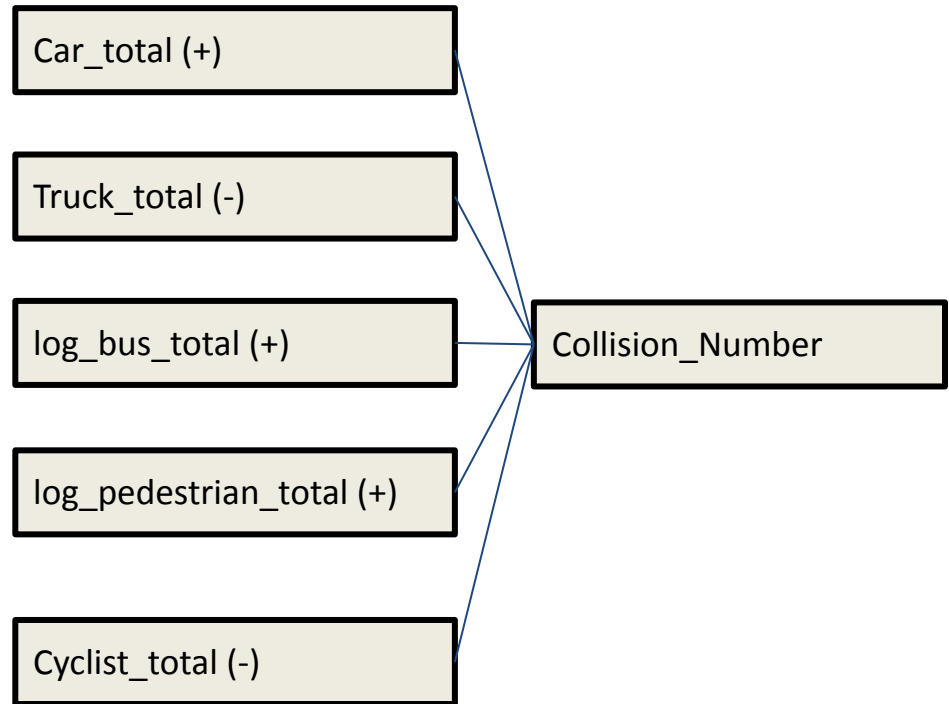 Car_total (+)
Truck_total (-)
log_bus_total (+)
Collision_Number
log_pedestrian_total (+)
Cyclist_total (-)